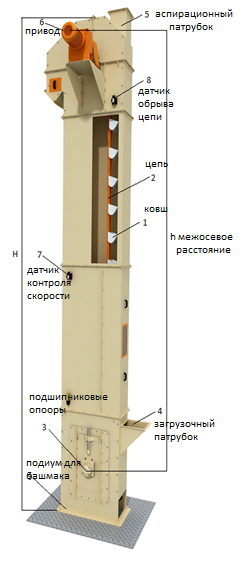 5 аспирационный
патрубок
6
привод
8
датчик
обрыва
цепи
цепь
2
ковш
1
h межосевое
расстояние
H
7
датчик
контроля
скорости
подшипниковые
опооры
4
загрузочный
патрубок
3
подиум для
башмака